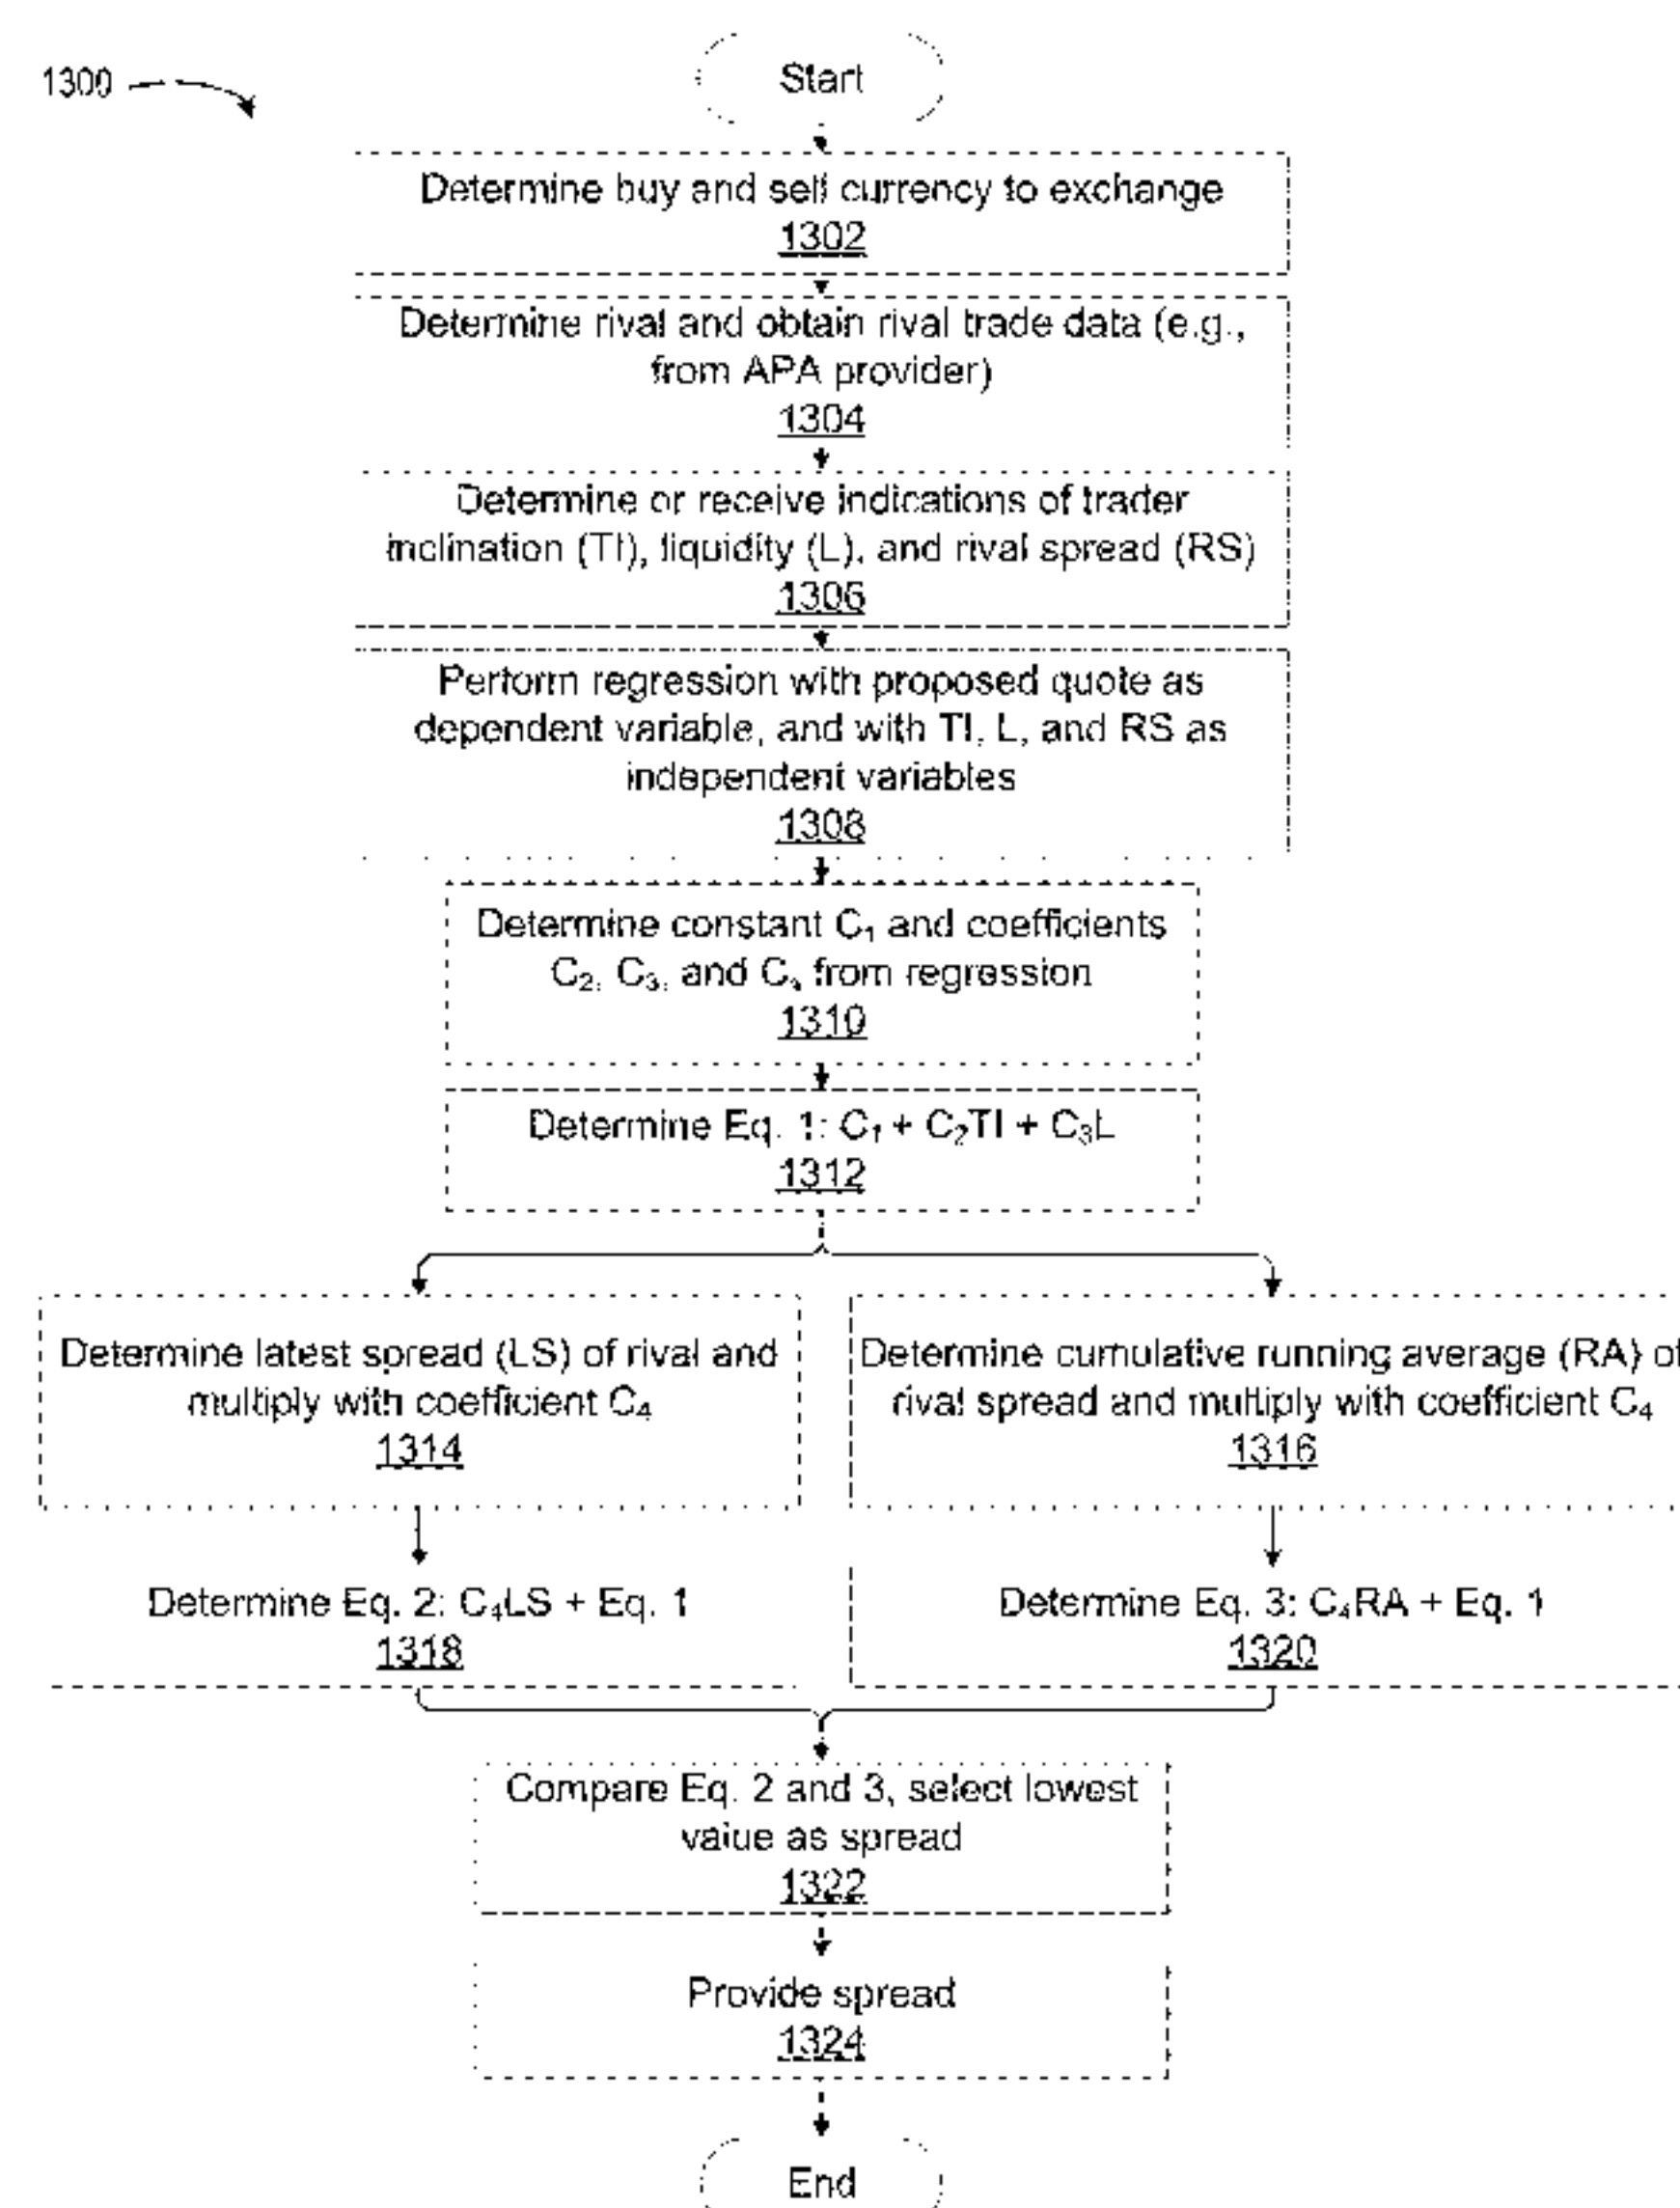 1300
Start
Determine buy and sell currency to exchange
1302
Determine rival and obtain rival trade data (e.g.,
from APA provider)
1304
Determine or receive indications of trader
inclination (TI), liquidity (L), and rival spread (RS)
1306
Perform regression with proposed quote as
dependent variable, and with TI, L, and RS as
independent variables
1308
Determine constant C₁ and coefficients
C₂, C₃, and C₄ from regression
1310
Determine Eq. 1: C₁ + C₂TI + C₃L
1312
Determine latest spread (LS) of rival and
multiply with coefficient C₄
1314
Determine cumulative running average (RA) of
rival spread and multiply with coefficient C₄
1316
Determine Eq. 2: C₄LS + Eq. 1
1318
Determine Eq. 3: C₄RA + Eq. 1
1320
Compare Eq. 2 and 3, select lowest
value as spread
1322
Provide spread
1324
End